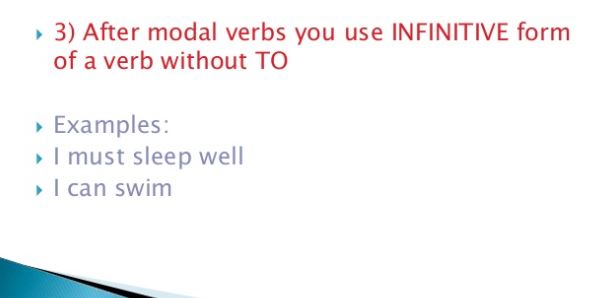 3) After modal verbs you use INFINITIVE form
of a verb without TO
Examples:
I must sleep well
I can swim